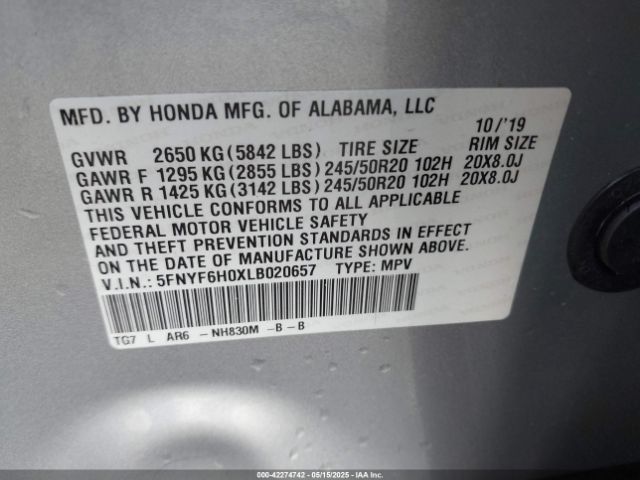 MFD. BY HONDA MFG. OF ALABAMA, LLC
10/'19
GVWR 2650 KG (5842 LBS) TIRE SIZE RIM SIZE
GAWR F 1295 KG (2855 LBS) 245/50R20 102H 20X8.0J
GAWR R 1425 KG (3142 LBS) 245/50R20 102H 20X8.0J
THIS VEHICLE CONFORMS TO ALL APPLICABLE
FEDERAL MOTOR VEHICLE SAFETY
AND THEFT PREVENTION STANDARDS IN EFFECT
ON THE DATE OF MANUFACTURE SHOWN ABOVE.
V.I.N.: 5FNYF6H0XLB020657 TYPE: MPV
TG7 L AR6 -NH830M -B-B
000-42274742 - 05/15/2025 - IAAI PHOTO COPYRIGHT